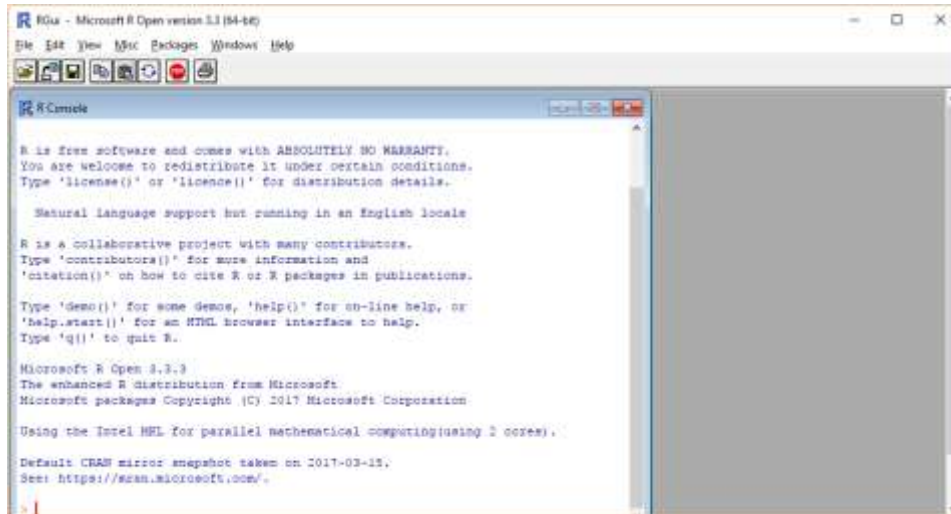 RGui - Microsoft R Open version 3.3 (64-bit)
File Edit View Misc Packages Windows Help
STOP
R Console
R is free software and comes with ABSOLUTELY NO WARRANTY.
You are welcome to redistribute it under certain conditions.
Type 'license()' or 'licence()' for distribution details.
Natural language support but running in an English locale
R is a collaborative project with many contributors.
Type 'contributors()' for more information and
'citation()' on how to cite R or R packages in publications.
Type 'demo()' for some demos, 'help()' for on-line help, or
'help.start()' for an HTML browser interface to help.
Type 'q()' to quit R.
Microsoft R Open 3.3.3
The enhanced R distribution from Microsoft
Microsoft packages Copyright (C) 2017 Microsoft Corporation
Using the Intel MKL for parallel mathematical computing(using 2 cores).
Default CRAN mirror snapshot taken on 2017-03-15.
See: https://mran.microsoft.com/.
>